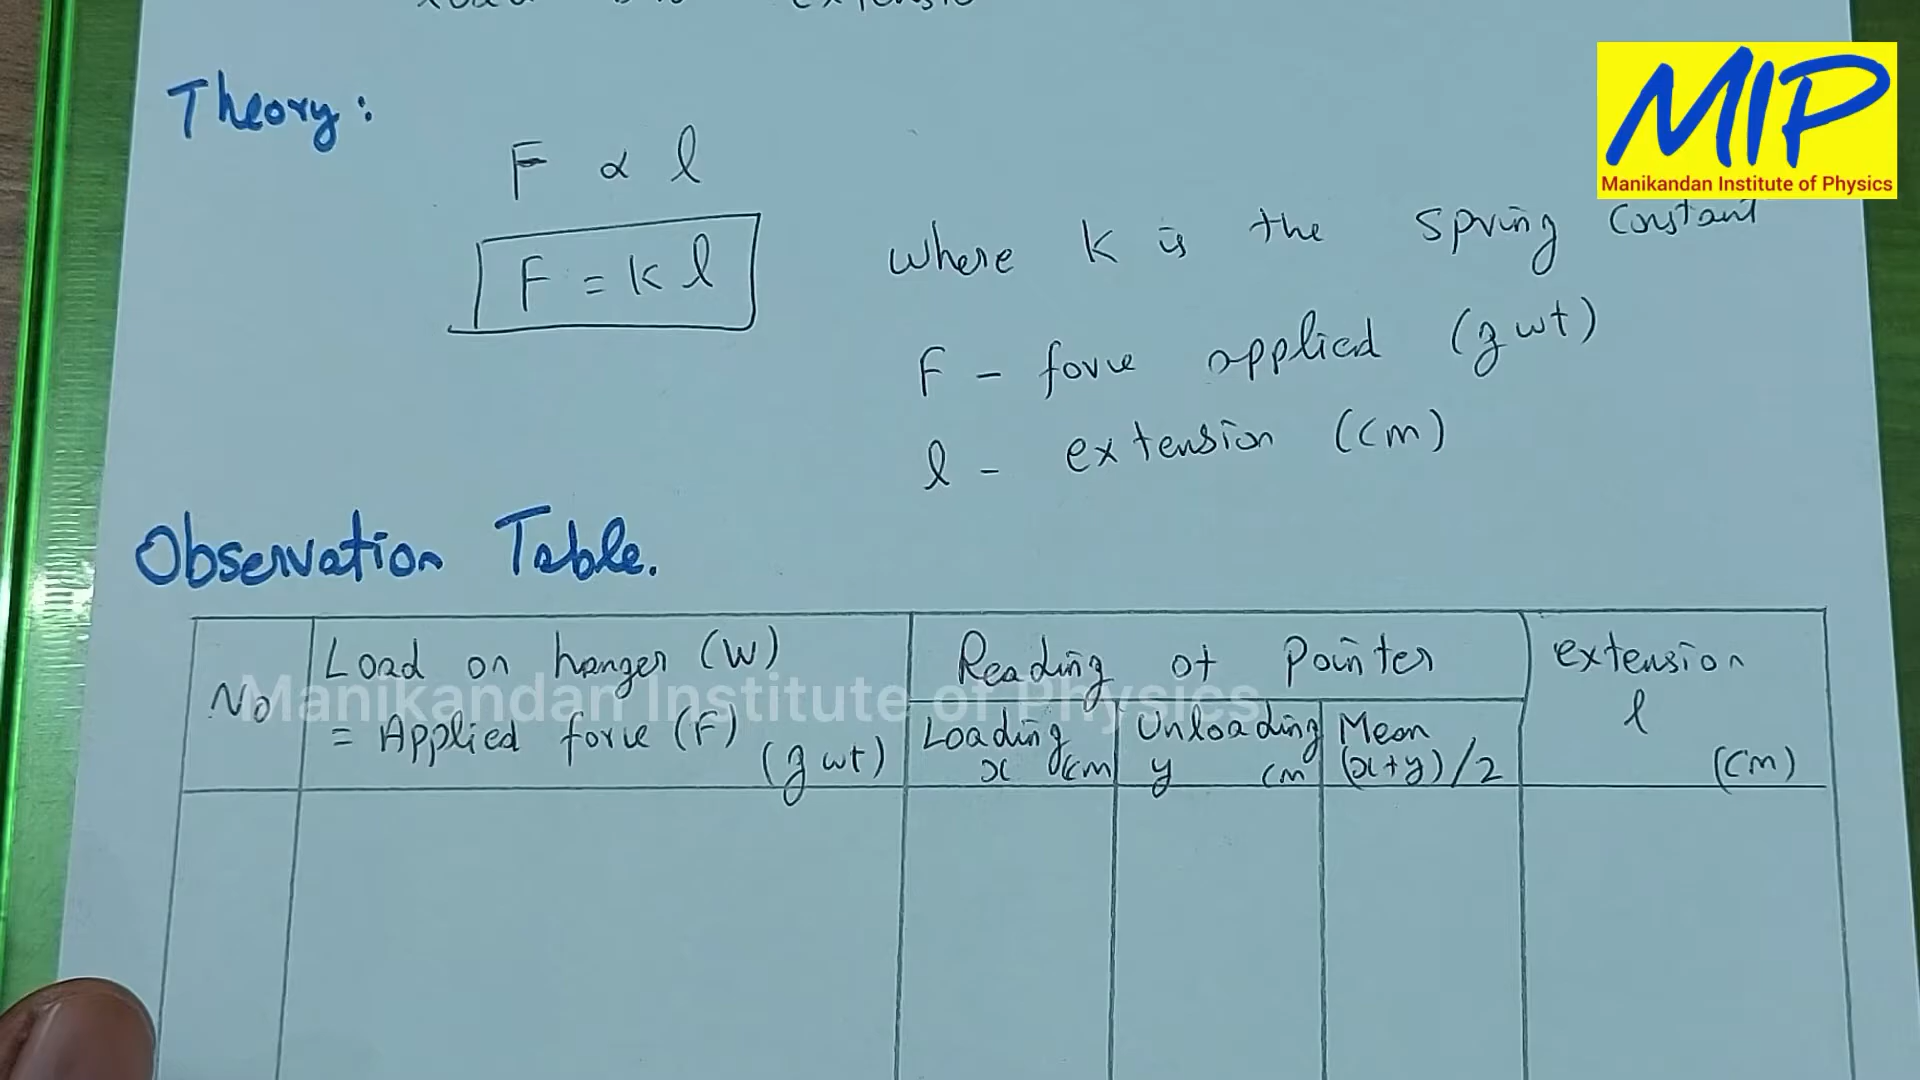 Theory:
F ∝ l
F = k l
where k is the spring constant
F - force applied (g wt)
l - extension (cm)
Observation Table.
No
Load on hanger (W)
= Applied force (F)
(g wt)
Reading of Pointer
Loading
x cm
Unloading
y cm
Mean
(x+y)/2
extension
l
(cm)
MIP
Manikandan Institute of Physics
Manikandan Institute of Physics